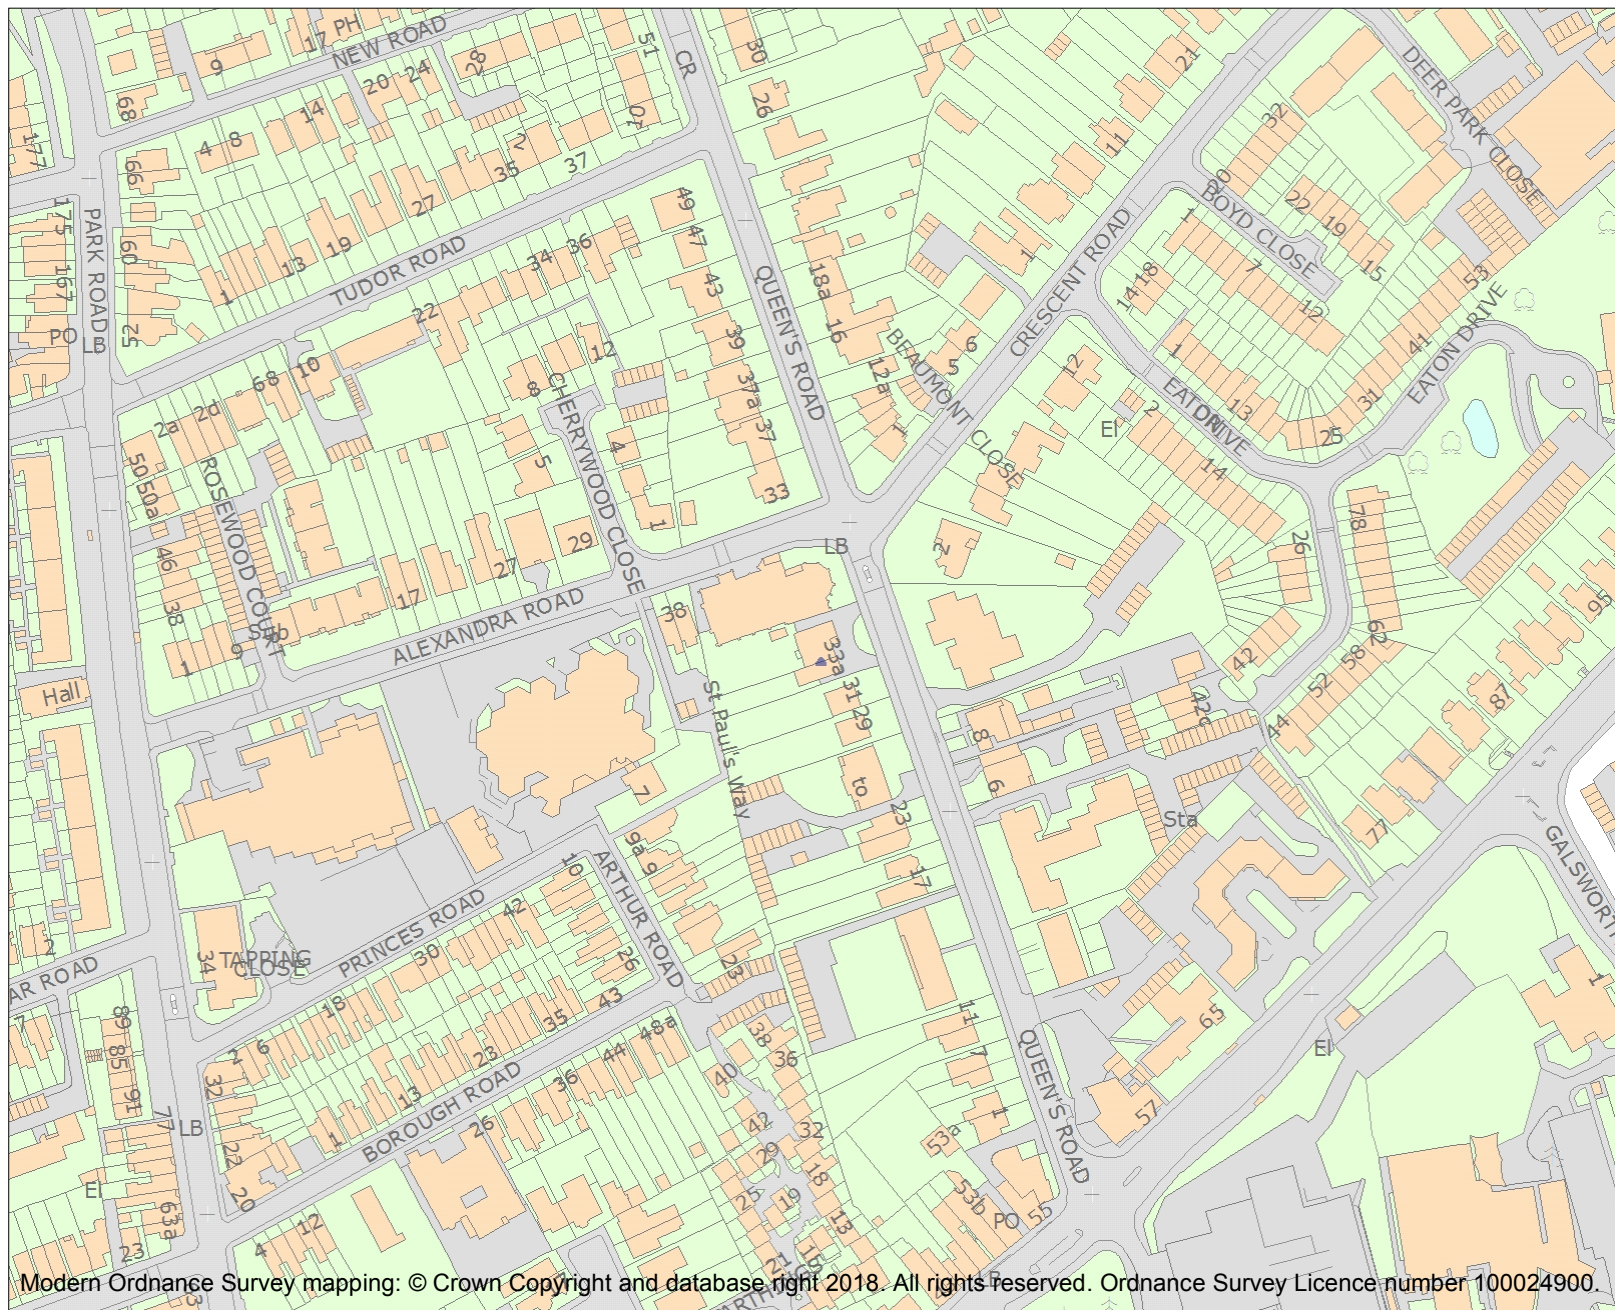 PH
NEW ROAD
17
9
28
51
CR
30
26
21
DEER PARK CLOSE
68
20
24
14
4
8
2
35
37
177
66
27
11
32
20
BOYD CLOSE
22
19
15
1
7
12
175
PARK ROAD
60
167
PO
LB
52
1
13
19
TUDOR ROAD
34
36
22
49
47
43
39
37a
37
33
QUEEN'S ROAD
18a
16
12a
1
BEAUMONT CLOSE
6
5
1
CRESCENT ROAD
14
18
12
El
2
1
13
EATON DRIVE
14
25
31
41
53
EATON DRIVE
10
68
2d
2a
50
50a
46
38
ROSEWOOD COURT
8
12
CHERRYWOOD CLOSE
4
5
1
29
27
17
ALEXANDRA ROAD
Sub
1
9
Hall
LB
2
26
78
62
95
38
33a
31
29
St Paul's Way
to
23
17
8
6
42c
42
44
52
58
87
77
Sta
GALSWORTH
7
9a
9
10
ARTHUR ROAD
42
30
PRINCES ROAD
TAPPING
CLOSE
34
2
AR ROAD
7
18
26
23
43
35
23
13
1
BOROUGH ROAD
2
6
32
22
20
89
85
91
77
LB
El
63a
23
4
12
26
36
44
48a
38
36
40
42
32
29
25
19
18
13
11
7
1
53a
53b
PO
55
QUEEN'S ROAD
57
65
El
1
15
21
LB
Modern Ordnance Survey mapping: © Crown Copyright and database right 2018. All rights reserved. Ordnance Survey Licence number 100024900.